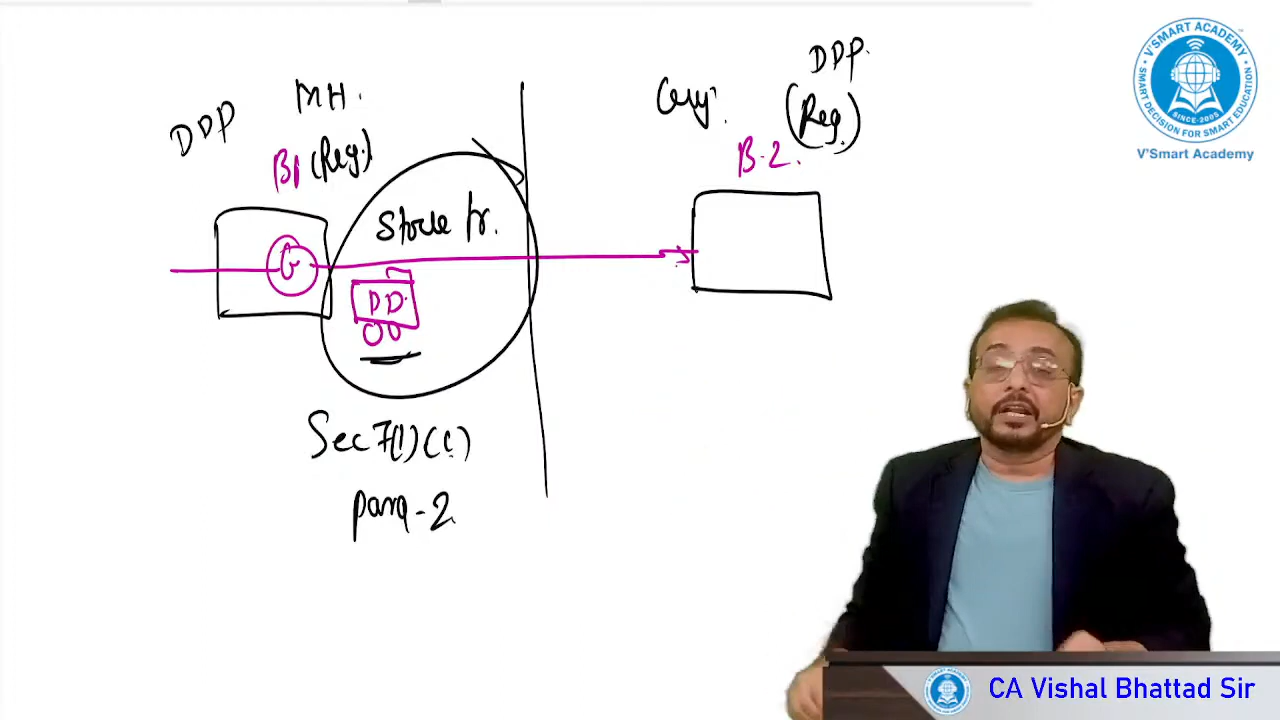 DDP
MH.
B1 (Reg.)
G
Stock tr.
DD
Sec 7(1)(c)
para-2
Guj.
DDP.
(Reg.)
B-2.
V'SMART ACADEMY
SMART DECISION FOR SMART EDUCATION
SINCE-2005
V'Smart Academy
CA Vishal Bhattad Sir